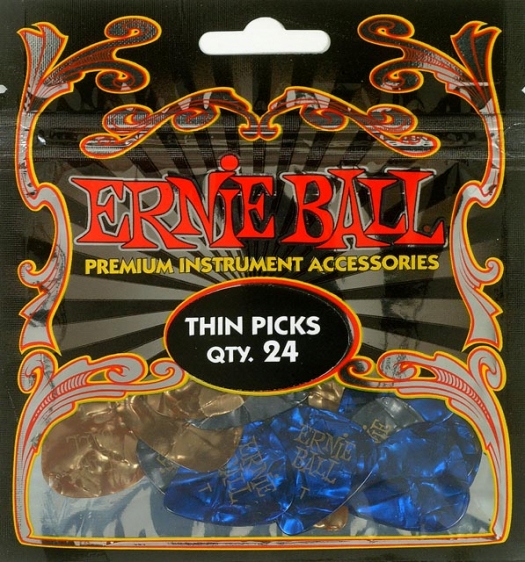 ERNIE BALL
PREMIUM INSTRUMENT ACCESSORIES
THIN PICKS
QTY. 24
ERNIE
BALL
T